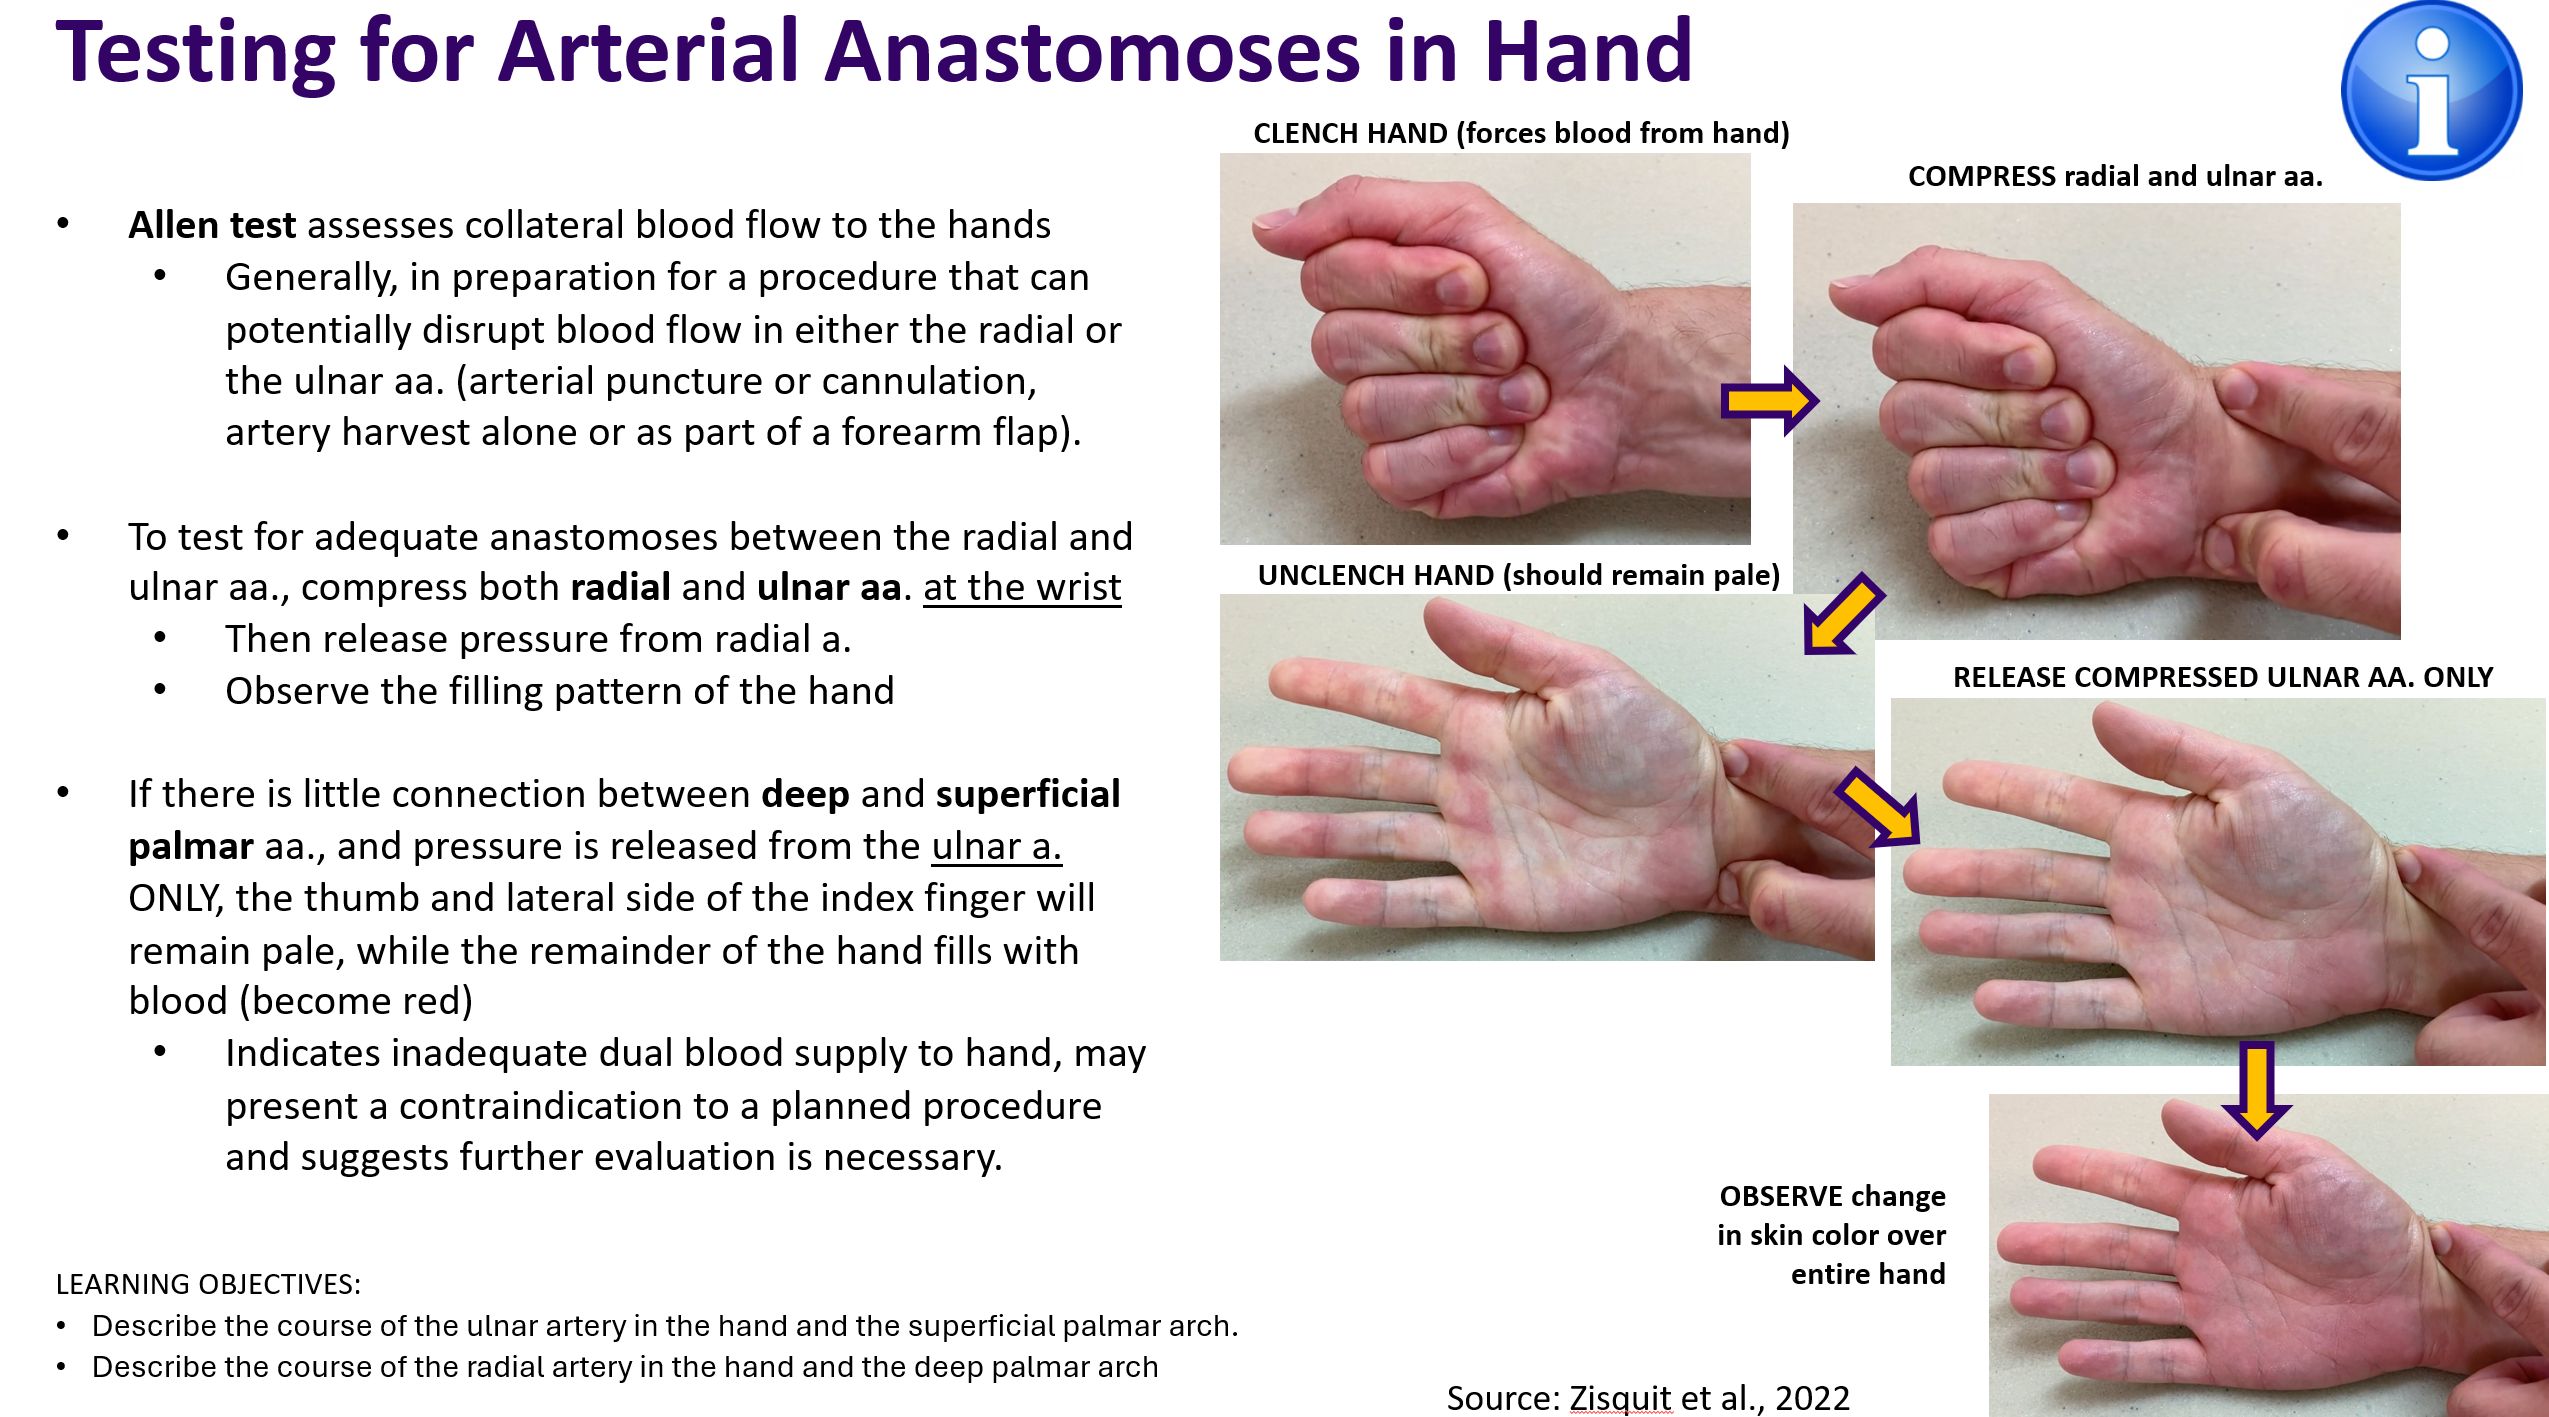 Testing for Arterial Anastomoses in Hand
• Allen test assesses collateral blood flow to the hands
• Generally, in preparation for a procedure that can
potentially disrupt blood flow in either the radial or
the ulnar aa. (arterial puncture or cannulation,
artery harvest alone or as part of a forearm flap).
• To test for adequate anastomoses between the radial and
ulnar aa., compress both radial and ulnar aa. at the wrist
• Then release pressure from radial a.
• Observe the filling pattern of the hand
• If there is little connection between deep and superficial
palmar aa., and pressure is released from the ulnar a.
ONLY, the thumb and lateral side of the index finger will
remain pale, while the remainder of the hand fills with
blood (become red)
• Indicates inadequate dual blood supply to hand, may
present a contraindication to a planned procedure
and suggests further evaluation is necessary.
LEARNING OBJECTIVES:
• Describe the course of the ulnar artery in the hand and the superficial palmar arch.
• Describe the course of the radial artery in the hand and the deep palmar arch
CLENCH HAND (forces blood from hand)
COMPRESS radial and ulnar aa.
UNCLENCH HAND (should remain pale)
RELEASE COMPRESSED ULNAR AA. ONLY
OBSERVE change
in skin color over
entire hand
Source: Zisquit et al., 2022
i